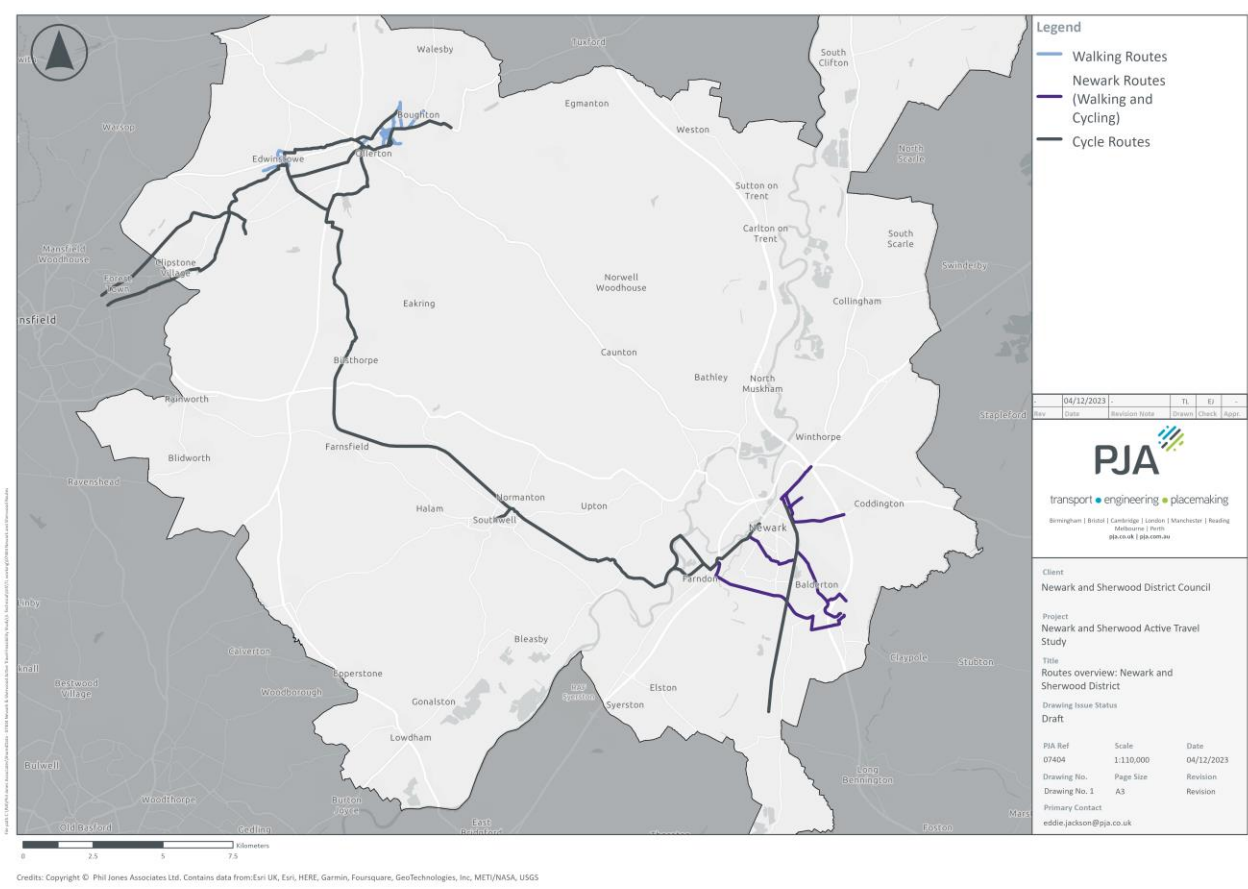 Walesby
Tuxford
South
Clifton
Warsop
Boughton
Egmanton
Weston
Edwinstowe
Ollerton
North
Scarle
Sutton on
Trent
Carlton on
Trent
South
Scarle
Mansfield
Woodhouse
Clipstone
Village
Forest
Town
Swinderby
Norwell
Woodhouse
Eakring
Collingham
nsfield
Bilsthorpe
Caunton
Bathley
North
Muskham
Rainworth
Stapleford
Winthorpe
Farnsfield
Blidworth
Ravenshead
Normanton
Halam
Upton
Southwell
Coddington
Newark
Farndon
Balderton
Bleasby
Calverton
Claypole
Stubton
Epperstone
Bestwood
Village
Woodborough
Gonalston
RAF
Syerston
Elston
Syerston
Lowdham
Bulwell
Long
Bennington
Woodthorpe
Burton
Joyce
Old Basford
Gedling
East
Foston
Legend
Walking Routes
Newark Routes
(Walking and
Cycling)
Cycle Routes
- 04/12/2023 - TL EJ -
Rev Date Revision Note Drawn Check Appr.
PJA
transport ● engineering ● placemaking
Birmingham | Bristol | Cambridge | London | Manchester | Reading
Melbourne | Perth
pja.co.uk | pja.com.au
Client
Newark and Sherwood District Council
Project
Newark and Sherwood Active Travel
Study
Title
Routes overview: Newark and
Sherwood District
Drawing Issue Status
Draft
PJA Ref Scale Date
07404 1:110,000 04/12/2023
Drawing No. Page Size Revision
Drawing No. 1 A3 Revision
Primary Contact
eddie.jackson@pja.co.uk
Kilometers
0 2.5 5 7.5
Credits: Copyright © Phil Jones Associates Ltd. Contains data from:Esri UK, Esri, HERE, Garmin, Foursquare, GeoTechnologies, Inc, METI/NASA, USGS